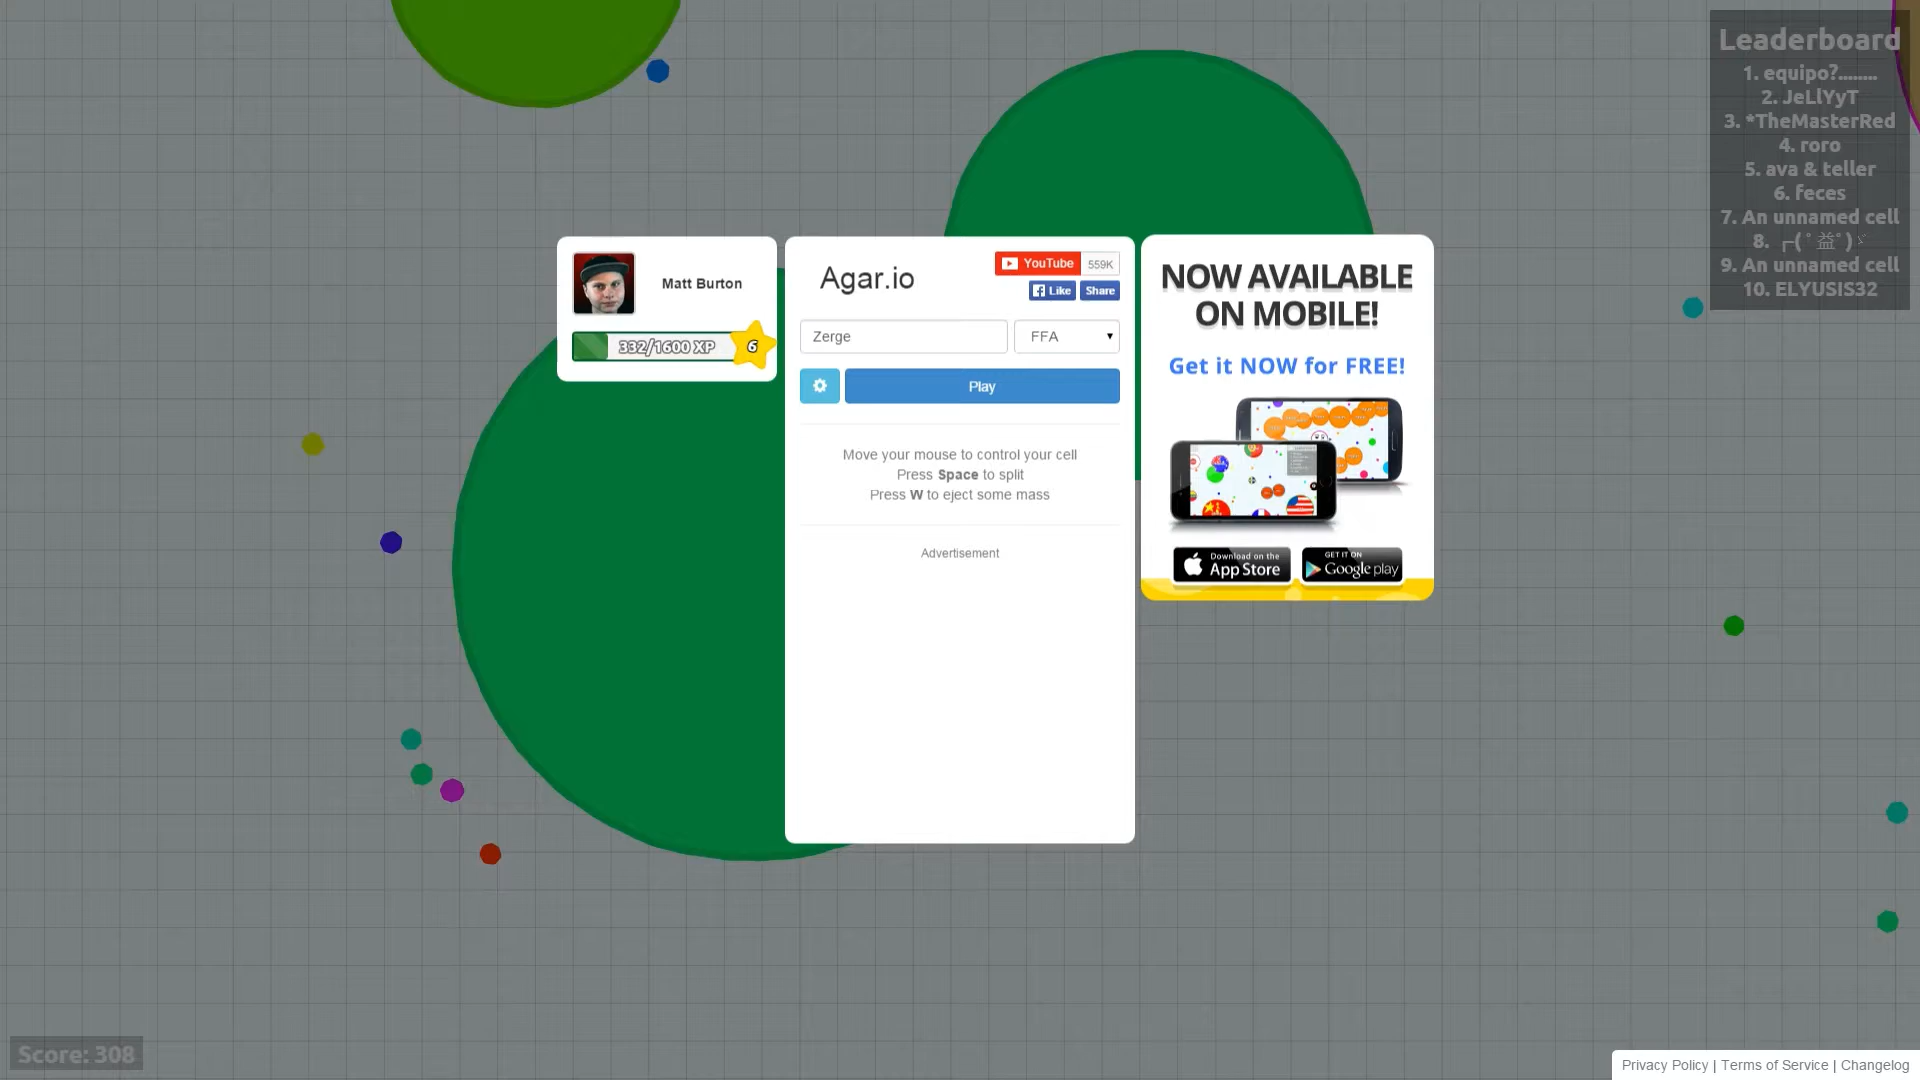 Leaderboard
1. equipo?........
2. JeLlYyT
3. *TheMasterRed
4. roro
5. ava & teller
6. feces
7. An unnamed cell
8. ┌( ﾟ益ﾟ)ゞ
9. An unnamed cell
10. ELYUSIS32
Matt Burton
332/1600 XP
6
Agar.io
YouTube 559K
Like Share
Zerge
FFA
Play
Move your mouse to control your cell
Press Space to split
Press W to eject some mass
Advertisement
NOW AVAILABLE
ON MOBILE!
Get it NOW for FREE!
Download on the
App Store
GET IT ON
Google play
Score: 308
Privacy Policy | Terms of Service | Changelog